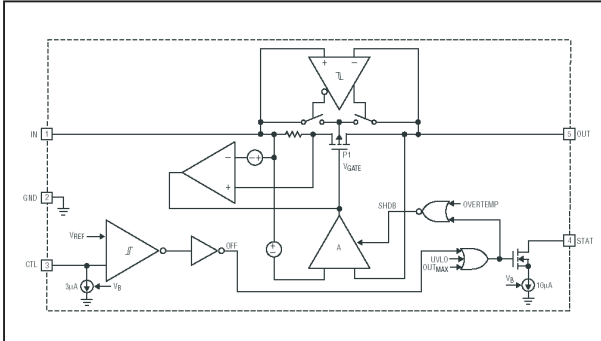 + −
IN 1
5 OUT
P1
− − +
VGATE
+
GND 2
SHDB
OVERTEMP
VREF
OFF
+
−
A
4 STAT
CTL 3
UVLO
OUTMAX
3µA
VB
VB
10µA